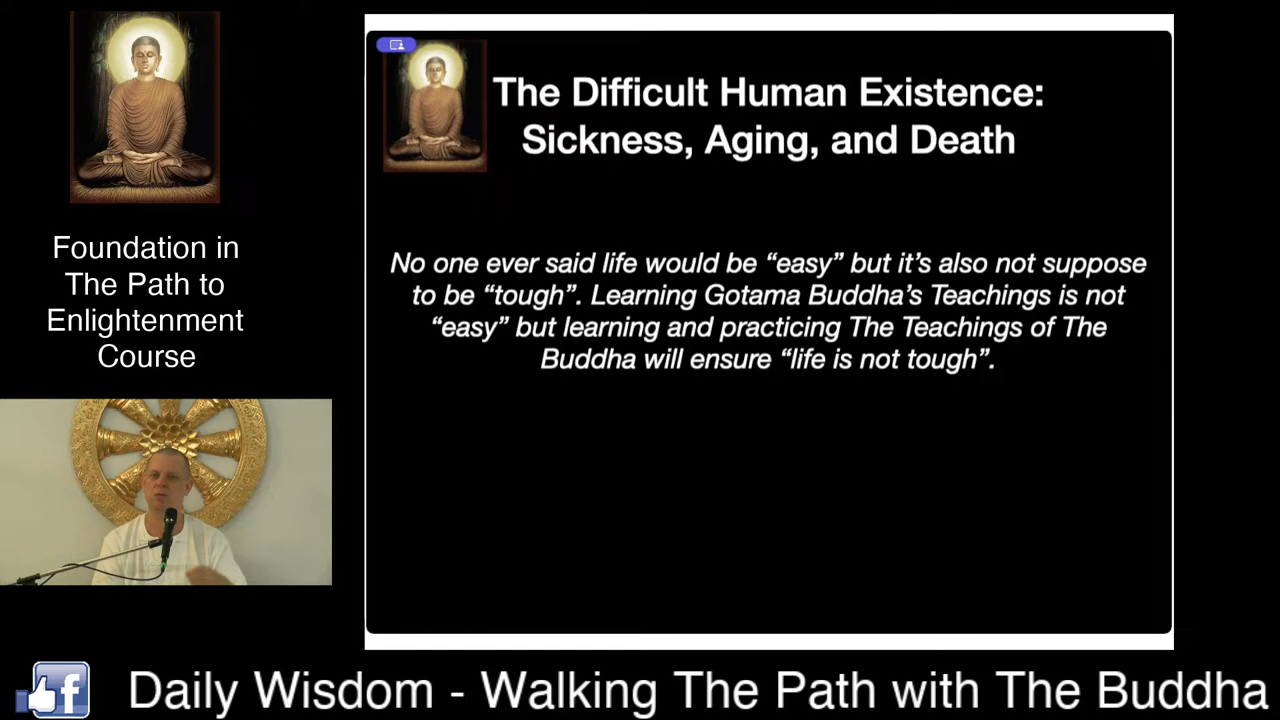 Foundation in
The Path to
Enlightenment
Course
The Difficult Human Existence:
Sickness, Aging, and Death
No one ever said life would be “easy” but it’s also not suppose
to be “tough”. Learning Gotama Buddha’s Teachings is not
“easy” but learning and practicing The Teachings of The
Buddha will ensure “life is not tough”.
f
Daily Wisdom - Walking The Path with The Buddha